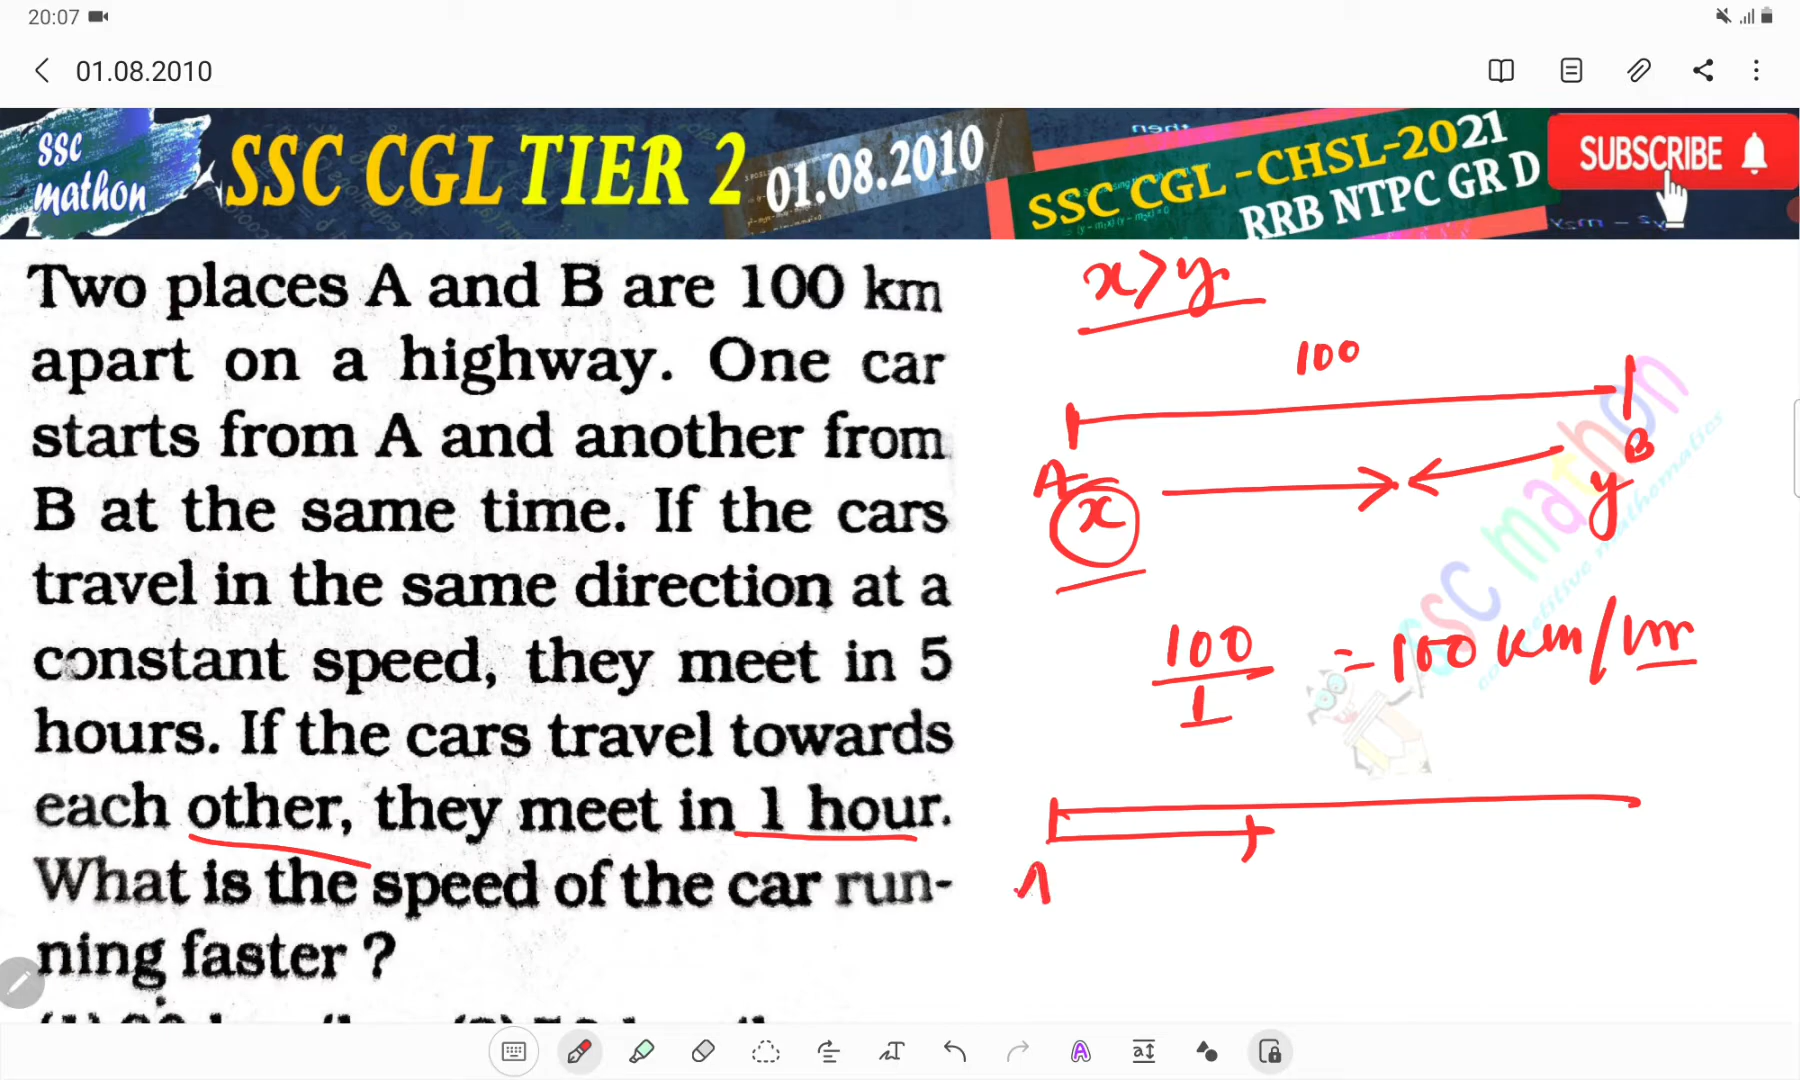 20:07
01.08.2010
SSC mathon
SSC CGL TIER 2 01.08.2010
SSC CGL -CHSL-2021
RRB NTPC GR D
SUBSCRIBE
Two places A and B are 100 km
apart on a highway. One car
starts from A and another from
B at the same time. If the cars
travel in the same direction at a
constant speed, they meet in 5
hours. If the cars travel towards
each other, they meet in 1 hour.
What is the speed of the car run-
ning faster ?
x>y
100
A B
x y
100/1 = 100 km/hr
A
ssc mathon